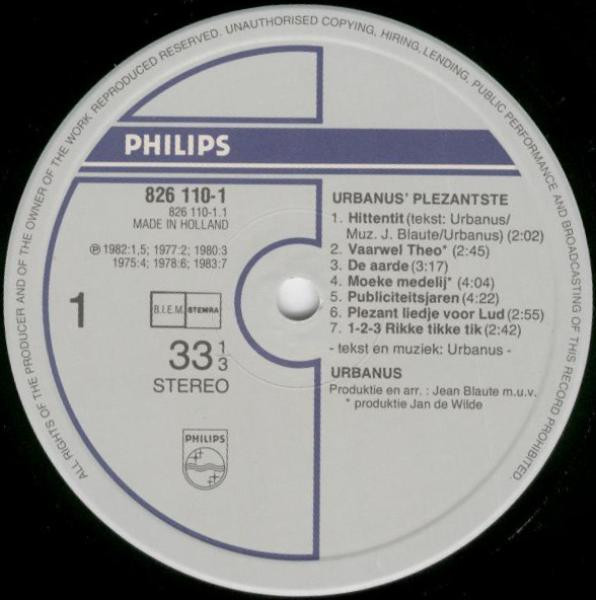 ALL RIGHTS OF THE PRODUCER AND OF THE OWNER OF THE WORK REPRODUCED RESERVED. UNAUTHORISED COPYING, HIRING, LENDING, PUBLIC PERFORMANCE AND BROADCASTING OF THIS RECORD PROHIBITED
PHILIPS
826 110-1
826 110-1.1
MADE IN HOLLAND
℗ 1982:1,5; 1977:2; 1980:3
1975:4; 1978:6; 1983:7
1
B.I.E.M. STEMRA
33 1/3
STEREO
PHILIPS
URBANUS' PLEZANTSTE
1. Hittentit (tekst: Urbanus/
Muz. J. Blaute/Urbanus) (2:02)
2. Vaarwel Theo* (2:45)
3. De aarde (3:17)
4. Moeke medelij* (4:04)
5. Publiciteitsjaren (4:22)
6. Plezant liedje voor Lud (2:55)
7. 1-2-3 Rikke tikke tik (2:42)
- tekst en muziek: Urbanus -
URBANUS
Produktie en arr. : Jean Blaute m.u.v.
* produktie Jan de Wilde